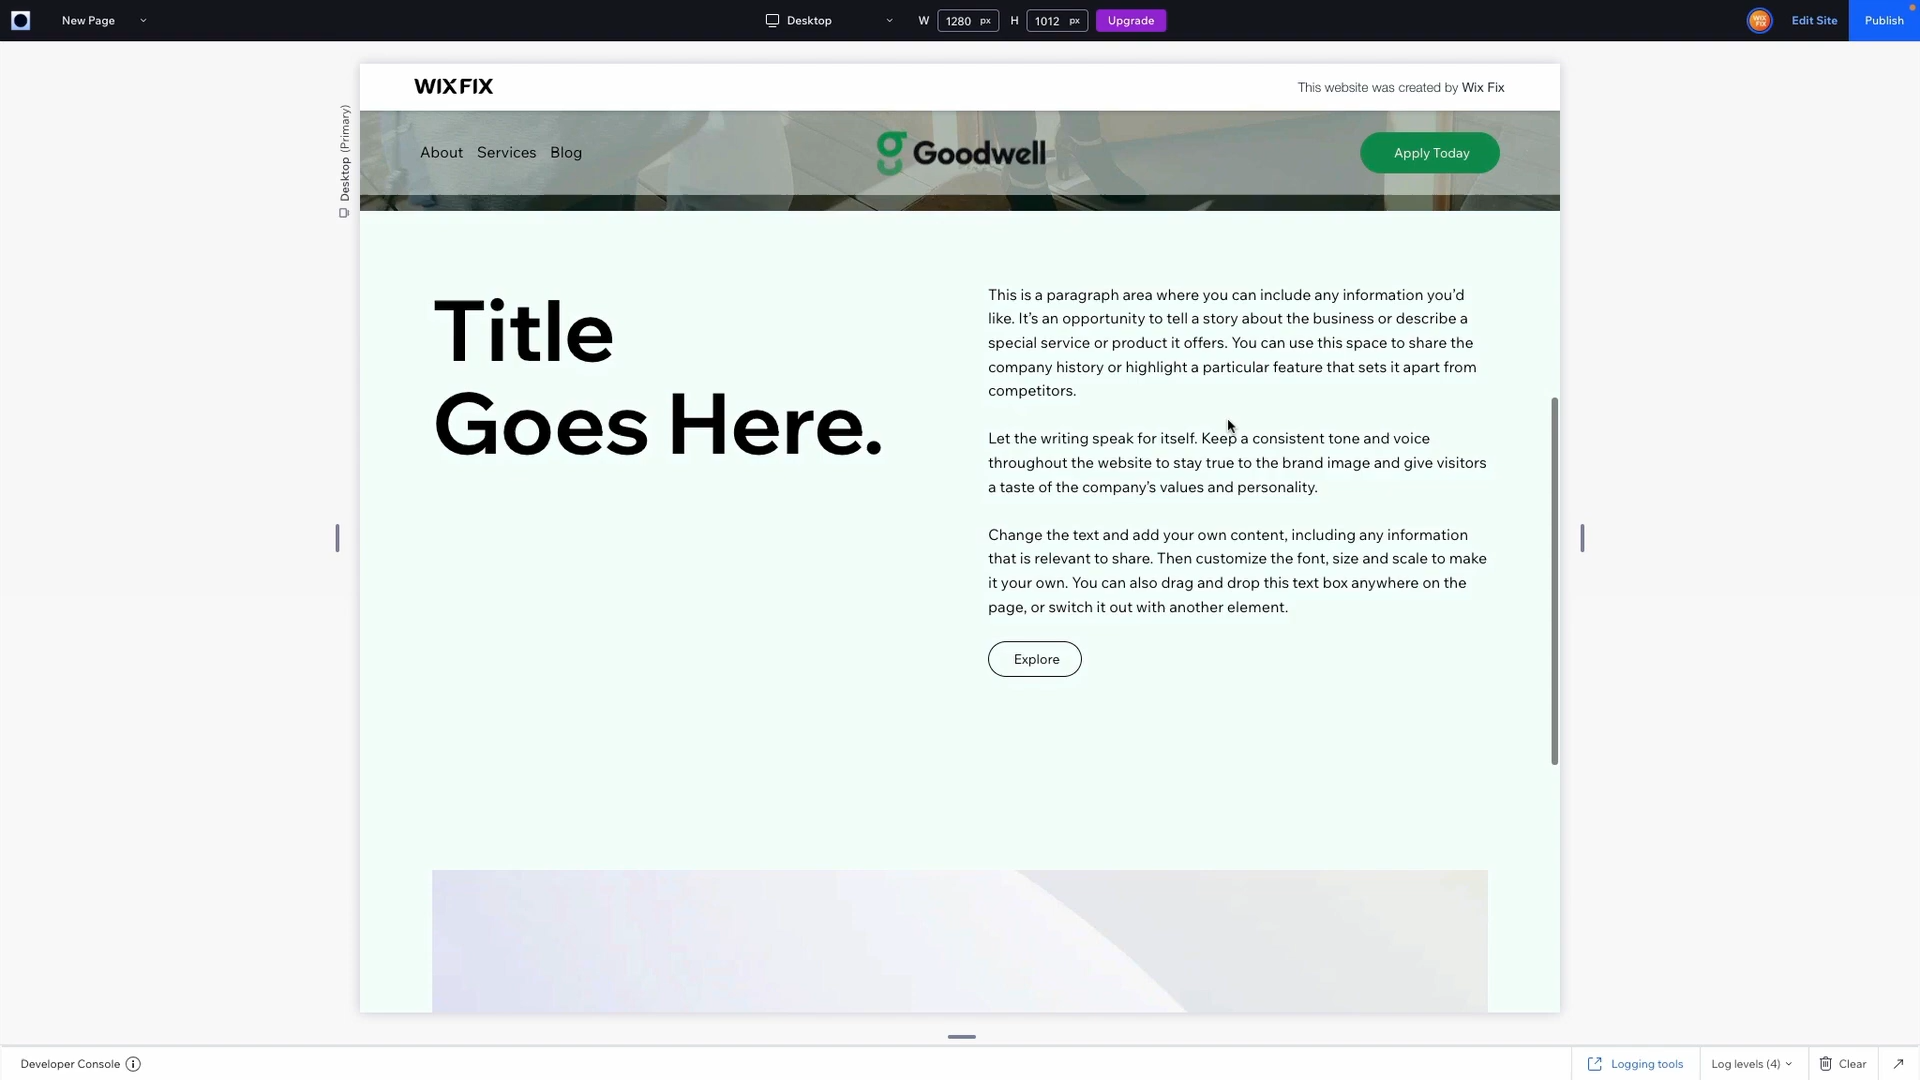 New Page
Desktop
W 1280 px H 1012 px
Upgrade
WIX FIX
Edit Site
Publish
WIX FIX
This website was created by Wix Fix
Desktop (Primary)
About Services Blog
g Goodwell
Apply Today
Title
Goes Here.
This is a paragraph area where you can include any information you’d
like. It’s an opportunity to tell a story about the business or describe a
special service or product it offers. You can use this space to share the
company history or highlight a particular feature that sets it apart from
competitors.
Let the writing speak for itself. Keep a consistent tone and voice
throughout the website to stay true to the brand image and give visitors
a taste of the company’s values and personality.
Change the text and add your own content, including any information
that is relevant to share. Then customize the font, size and scale to make
it your own. You can also drag and drop this text box anywhere on the
page, or switch it out with another element.
Explore
Developer Console
Logging tools
Log levels (4)
Clear